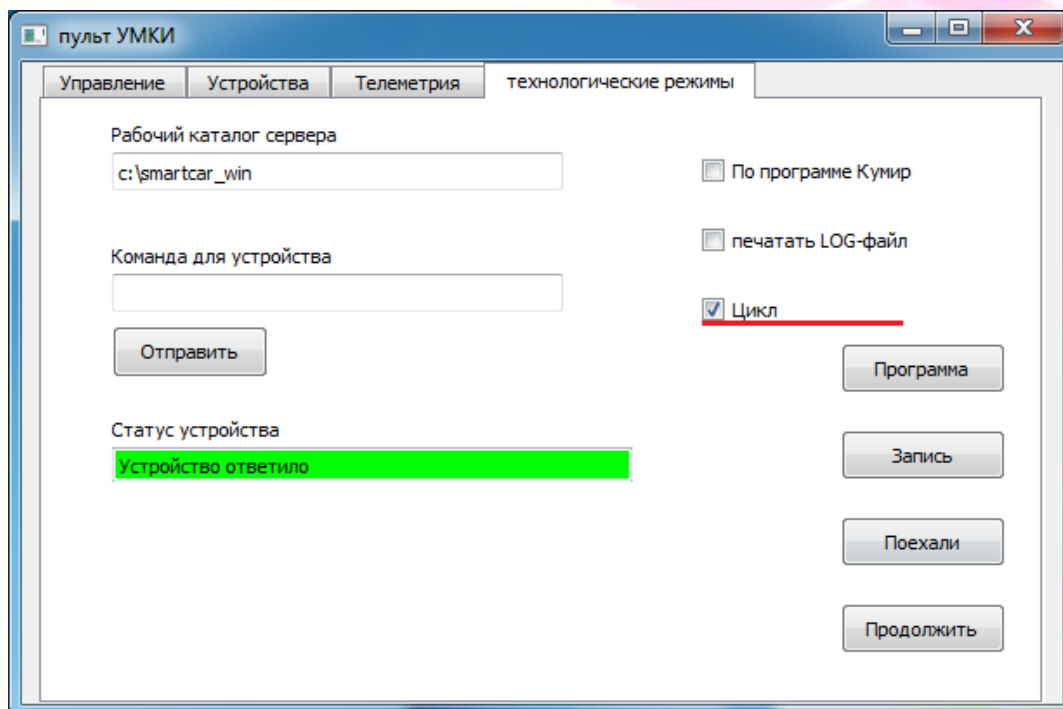 пульт УМКИ
Управление
Устройства
Телеметрия
технологические режимы
Рабочий каталог сервера
c:\smartcar_win
По программе Кумир
печатать LOG-файл
Команда для устройства
Цикл
Отправить
Программа
Статус устройства
Устройство ответило
Запись
Поехали
Продолжить